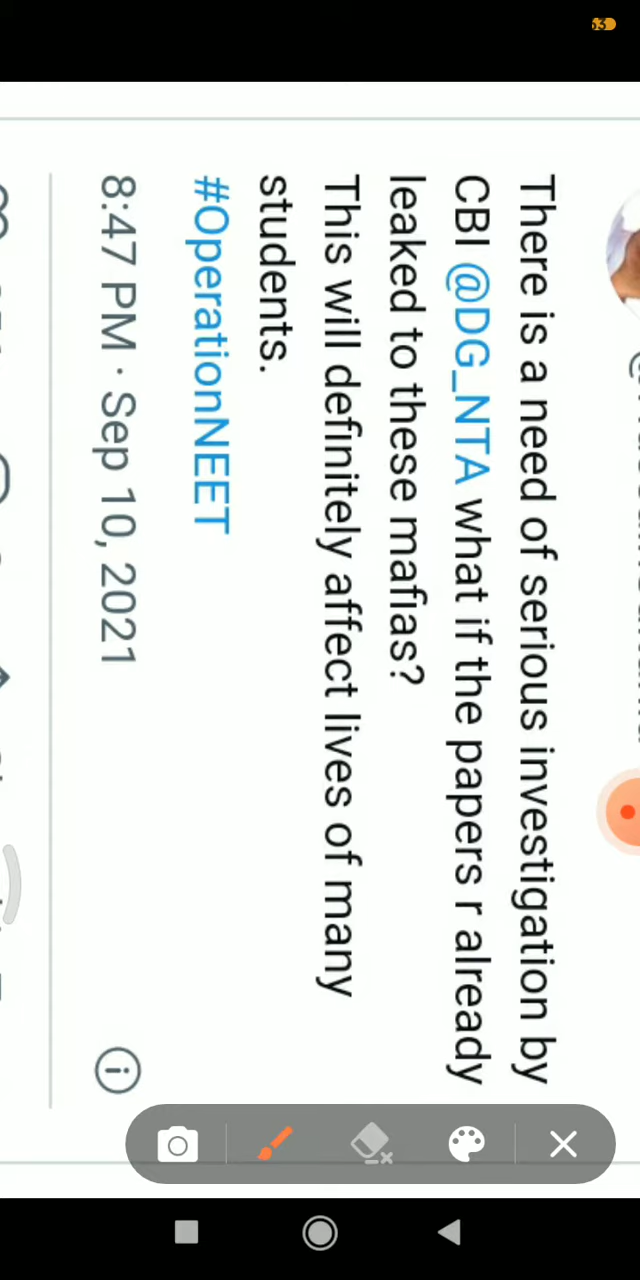 There is a need of serious investigation by
CBI @DG_NTA what if the papers r already
leaked to these mafias?
This will definitely affect lives of many
students.
#OperationNEET
8:47 PM · Sep 10, 2021